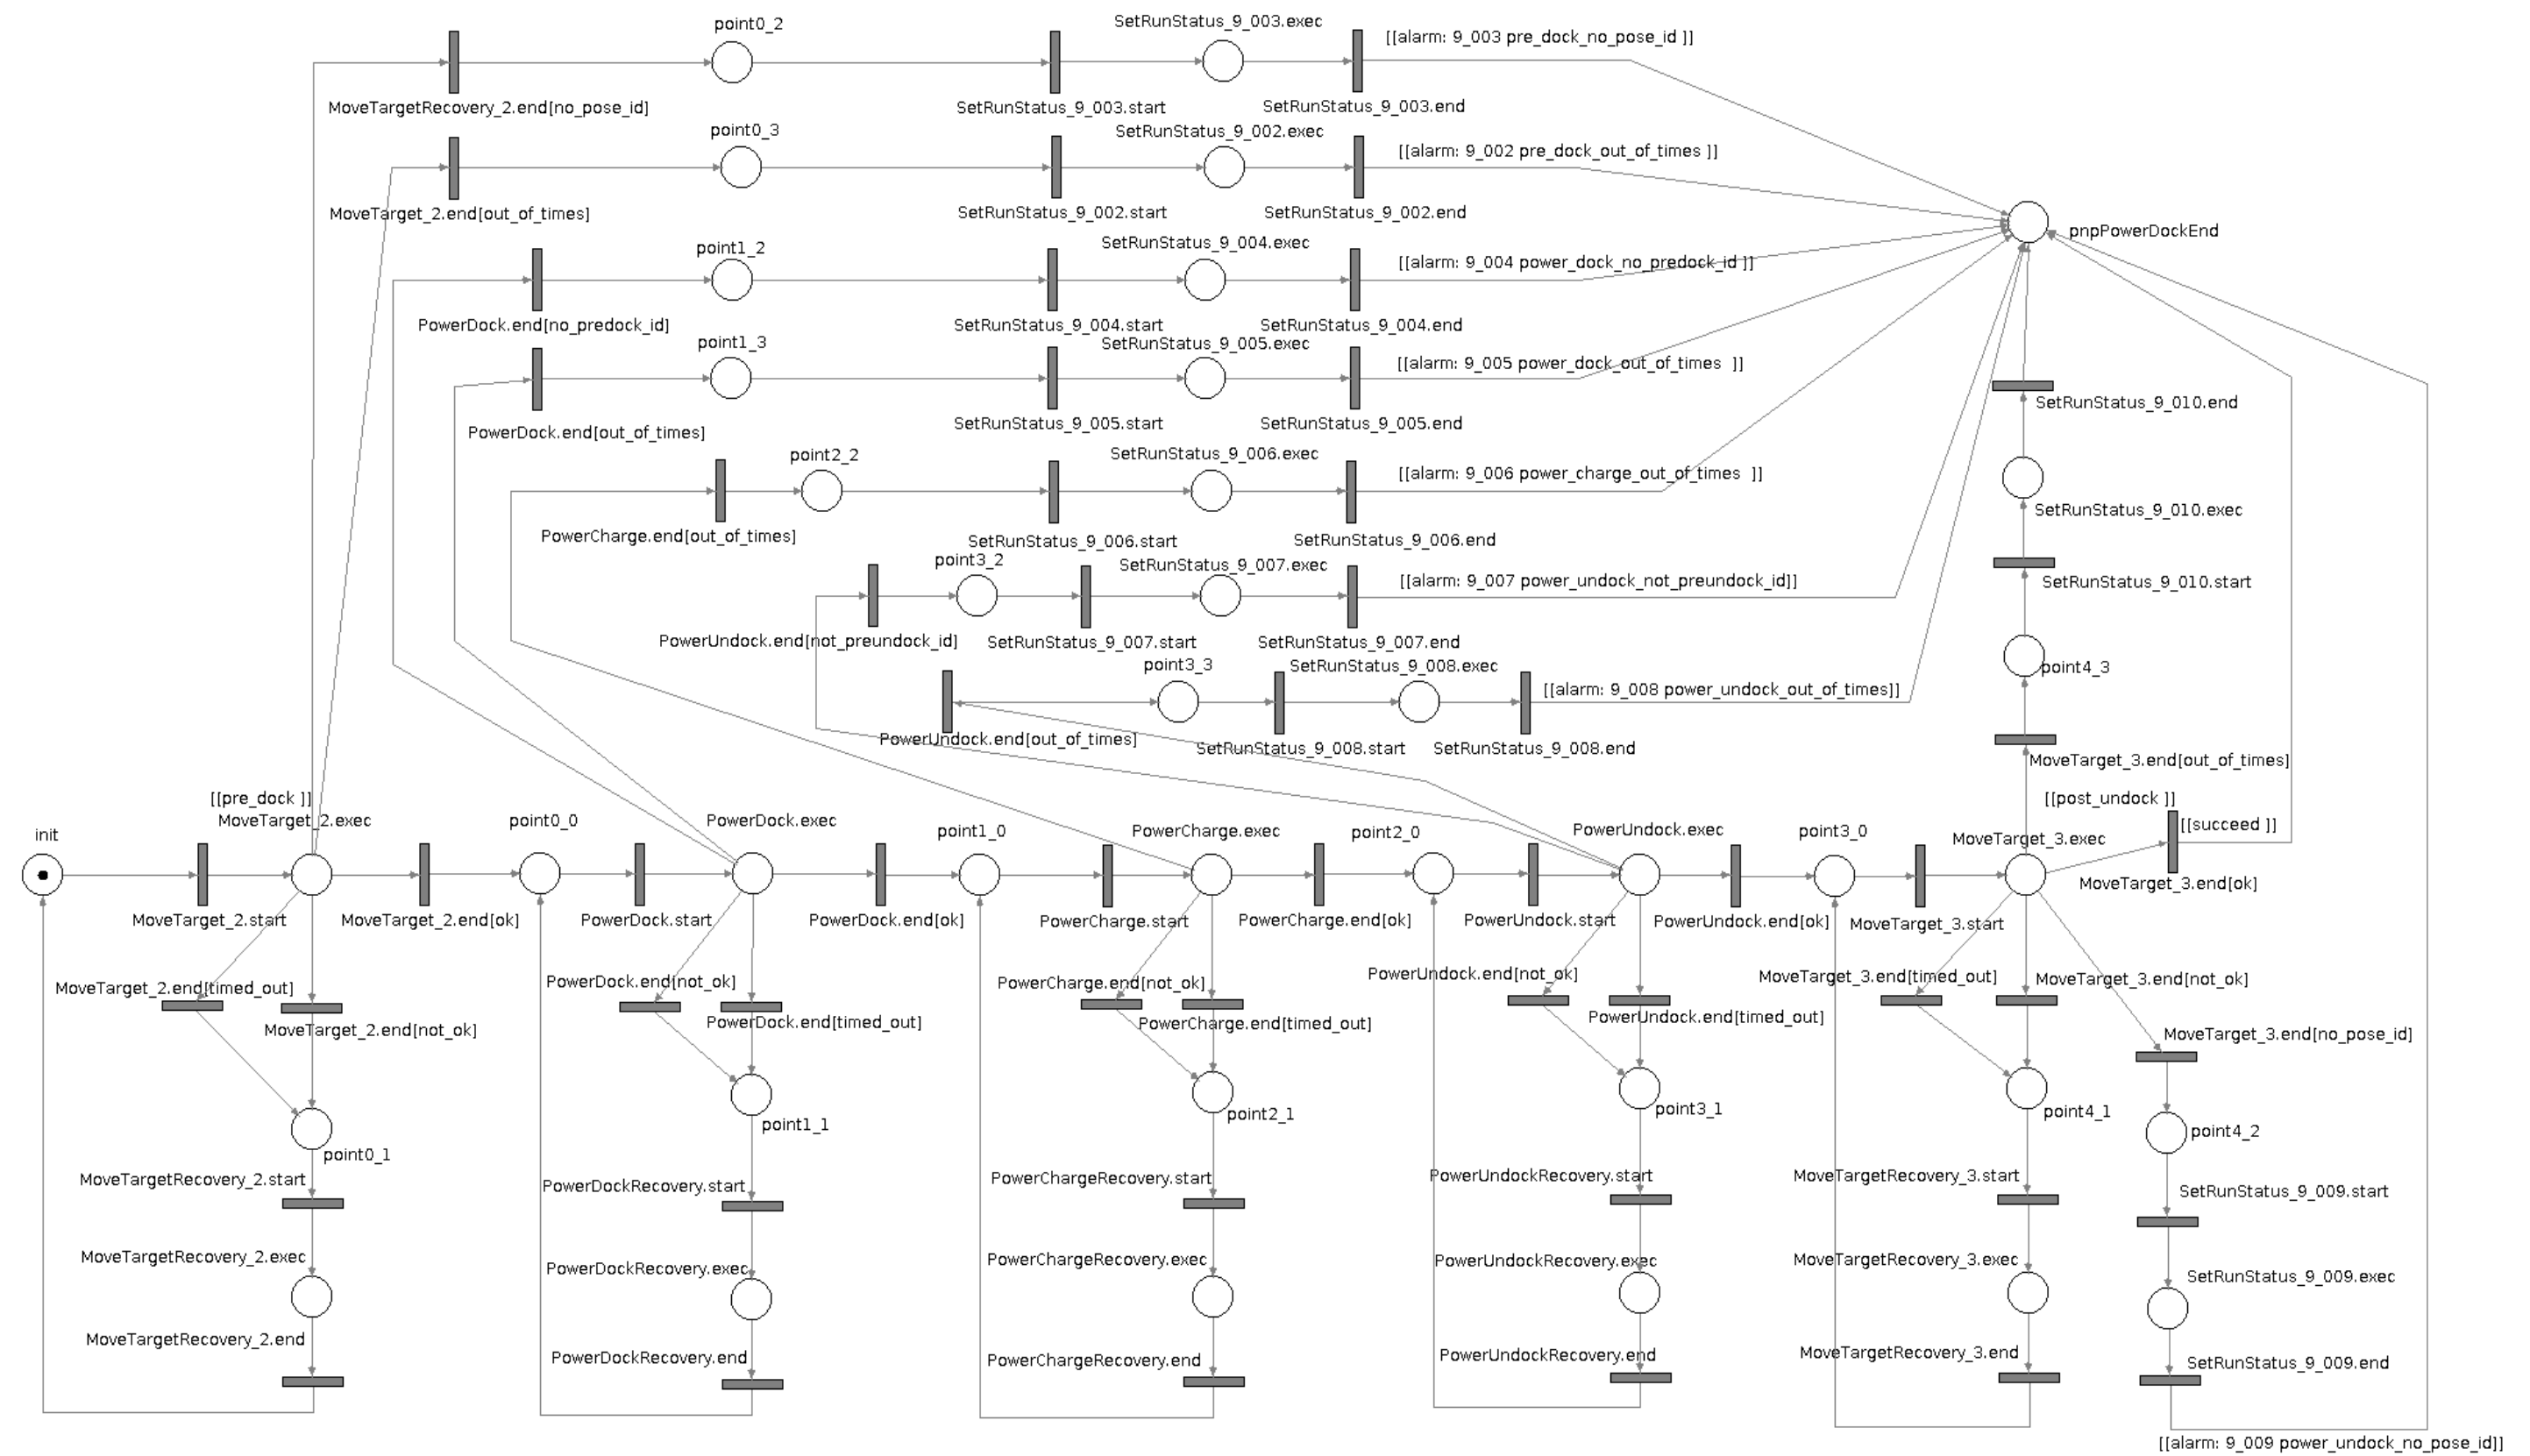 point0_2
SetRunStatus_9_003.exec
[[alarm: 9_003 pre_dock_no_pose_id ]]
MoveTargetRecovery_2.end[no_pose_id]
SetRunStatus_9_003.start
SetRunStatus_9_003.end
point0_3
SetRunStatus_9_002.exec
[[alarm: 9_002 pre_dock_out_of_times ]]
MoveTarget_2.end[out_of_times]
SetRunStatus_9_002.start
SetRunStatus_9_002.end
pnpPowerDockEnd
point1_2
SetRunStatus_9_004.exec
[[alarm: 9_004 power_dock_no_predock_id ]]
PowerDock.end[no_predock_id]
SetRunStatus_9_004.start
SetRunStatus_9_004.end
point1_3
SetRunStatus_9_005.exec
[[alarm: 9_005 power_dock_out_of_times  ]]
PowerDock.end[out_of_times]
SetRunStatus_9_005.start
SetRunStatus_9_005.end
SetRunStatus_9_010.end
point2_2
SetRunStatus_9_006.exec
[[alarm: 9_006 power_charge_out_of_times  ]]
PowerCharge.end[out_of_times]
SetRunStatus_9_006.start
SetRunStatus_9_006.end
SetRunStatus_9_010.exec
point3_2
SetRunStatus_9_007.exec
[[alarm: 9_007 power_undock_not_preundock_id]]
SetRunStatus_9_010.start
PowerUndock.end[not_preundock_id]
SetRunStatus_9_007.start
SetRunStatus_9_007.end
point3_3
SetRunStatus_9_008.exec
point4_3
[[alarm: 9_008 power_undock_out_of_times]]
PowerUndock.end[out_of_times]
SetRunStatus_9_008.start
SetRunStatus_9_008.end
MoveTarget_3.end[out_of_times]
[[pre_dock ]]
[[post_undock ]]
init
MoveTarget_2.exec
point0_0
PowerDock.exec
point1_0
PowerCharge.exec
point2_0
PowerUndock.exec
point3_0
MoveTarget_3.exec
[[succeed ]]
MoveTarget_3.end[ok]
MoveTarget_2.start
MoveTarget_2.end[ok]
PowerDock.start
PowerDock.end[ok]
PowerCharge.start
PowerCharge.end[ok]
PowerUndock.start
PowerUndock.end[ok]
MoveTarget_3.start
MoveTarget_2.end[timed_out]
PowerDock.end[not_ok]
PowerCharge.end[not_ok]
PowerUndock.end[not_ok]
MoveTarget_3.end[timed_out]
MoveTarget_3.end[not_ok]
MoveTarget_2.end[not_ok]
PowerDock.end[timed_out]
PowerCharge.end[timed_out]
PowerUndock.end[timed_out]
MoveTarget_3.end[no_pose_id]
point0_1
point1_1
point2_1
point3_1
point4_1
point4_2
MoveTargetRecovery_2.start
PowerDockRecovery.start
PowerChargeRecovery.start
PowerUndockRecovery.start
MoveTargetRecovery_3.start
SetRunStatus_9_009.start
MoveTargetRecovery_2.exec
PowerDockRecovery.exec
PowerChargeRecovery.exec
PowerUndockRecovery.exec
MoveTargetRecovery_3.exec
SetRunStatus_9_009.exec
MoveTargetRecovery_2.end
PowerDockRecovery.end
PowerChargeRecovery.end
PowerUndockRecovery.end
MoveTargetRecovery_3.end
SetRunStatus_9_009.end
[[alarm: 9_009 power_undock_no_pose_id]]